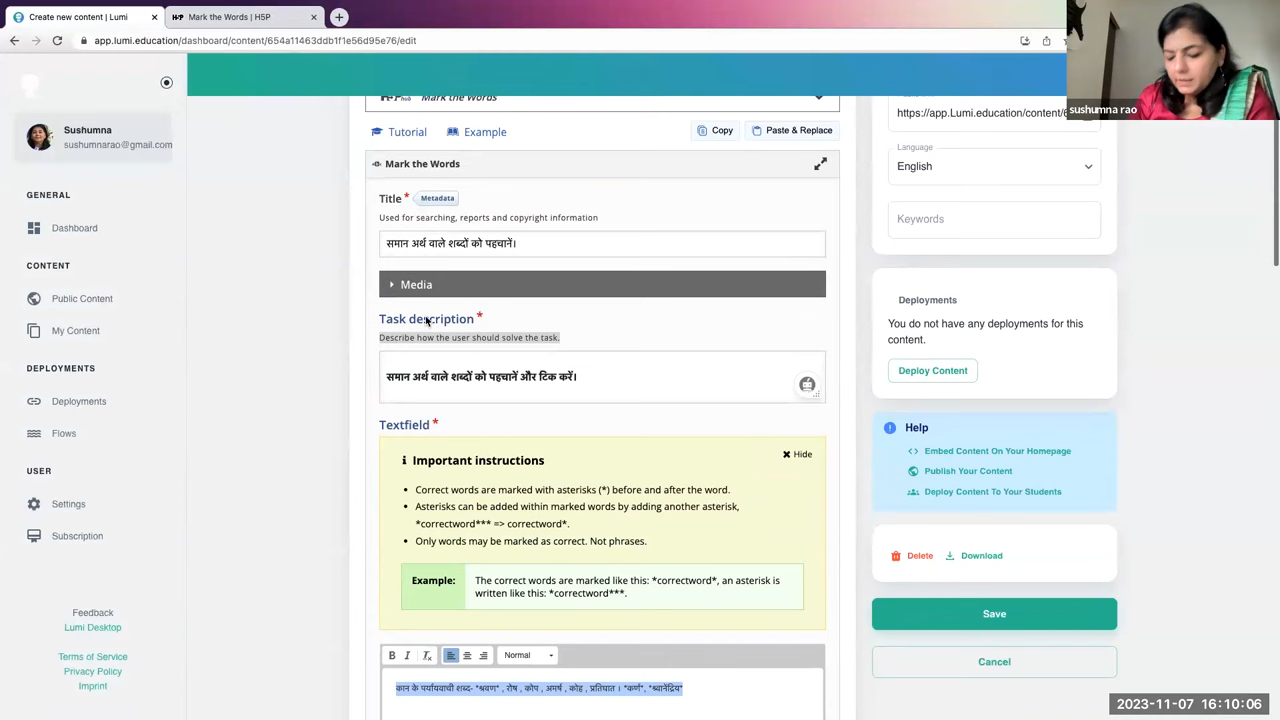 Create new content | Lumi
Mark the Words | H5P
app.lumi.education/dashboard/content/654a11463ddb1f1e56d95e76/edit
Sushumna
sushumnarao@gmail.com
GENERAL
Dashboard
CONTENT
Public Content
My Content
DEPLOYMENTS
Deployments
Flows
USER
Settings
Subscription
Feedback
Lumi Desktop
Terms of Service
Privacy Policy
Imprint
Mark the Words
Tutorial
Example
Copy
Paste & Replace
Mark the Words
Title * Metadata
Used for searching, reports and copyright information
समान अर्थ वाले शब्दों को पहचानें।
Media
Task description *
Describe how the user should solve the task.
समान अर्थ वाले शब्दों को पहचानें और टिक करें।
Textfield *
Important instructions
Hide
Correct words are marked with asterisks (*) before and after the word.
Asterisks can be added within marked words by adding another asterisk,
*correctword*** => correctword*.
Only words may be marked as correct. Not phrases.
Example:
The correct words are marked like this: *correctword*, an asterisk is
written like this: *correctword***.
B I Normal
कान के पर्यायवाची शब्द- *श्रवण* , रोष , कोप , अमर्ष , कोह , प्रतिघात । *कर्ण*,
sushumna rao
https://app.Lumi.education/content/
Language
English
Keywords
Deployments
You do not have any deployments for this
content.
Deploy Content
Help
Embed Content On Your Homepage
Publish Your Content
Deploy Content To Your Students
Delete
Download
Save
Cancel
2023-11-07 16:10:06